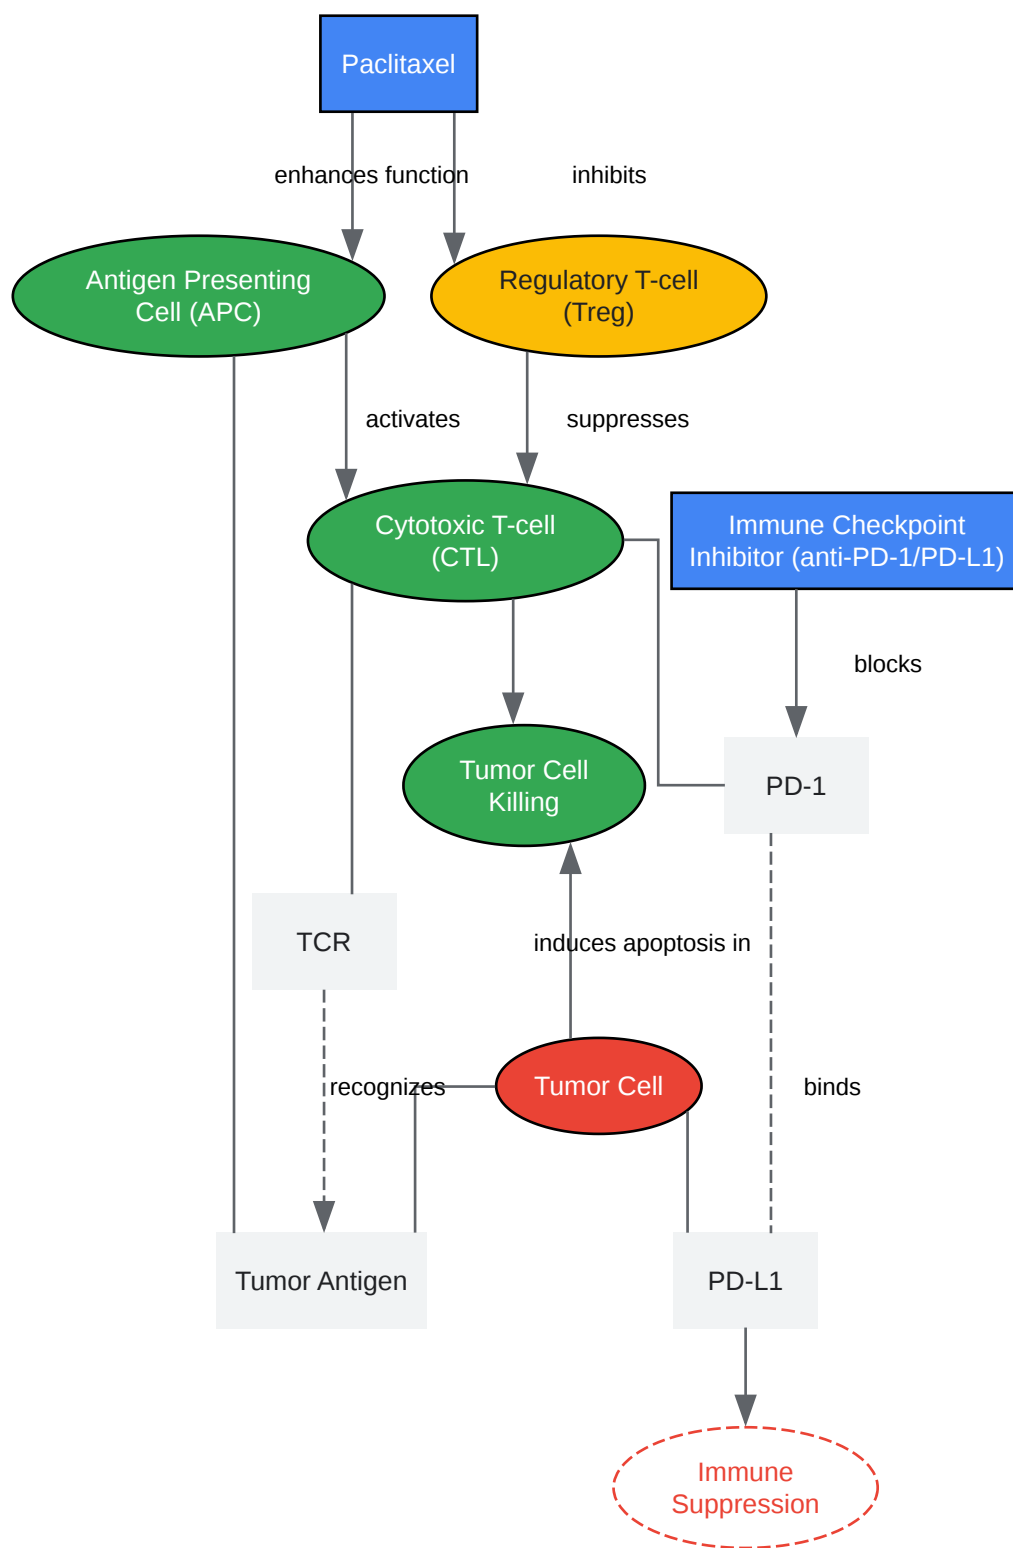 Paclitaxel
enhances function
inhibits
Antigen Presenting
Cell (APC)
Regulatory T-cell
(Treg)
activates
suppresses
Cytotoxic T-cell
(CTL)
Immune Checkpoint
Inhibitor (anti-PD-1/PD-L1)
blocks
Tumor Cell
Killing
PD-1
TCR
induces apoptosis in
recognizes
Tumor Cell
binds
Tumor Antigen
PD-L1
Immune
Suppression